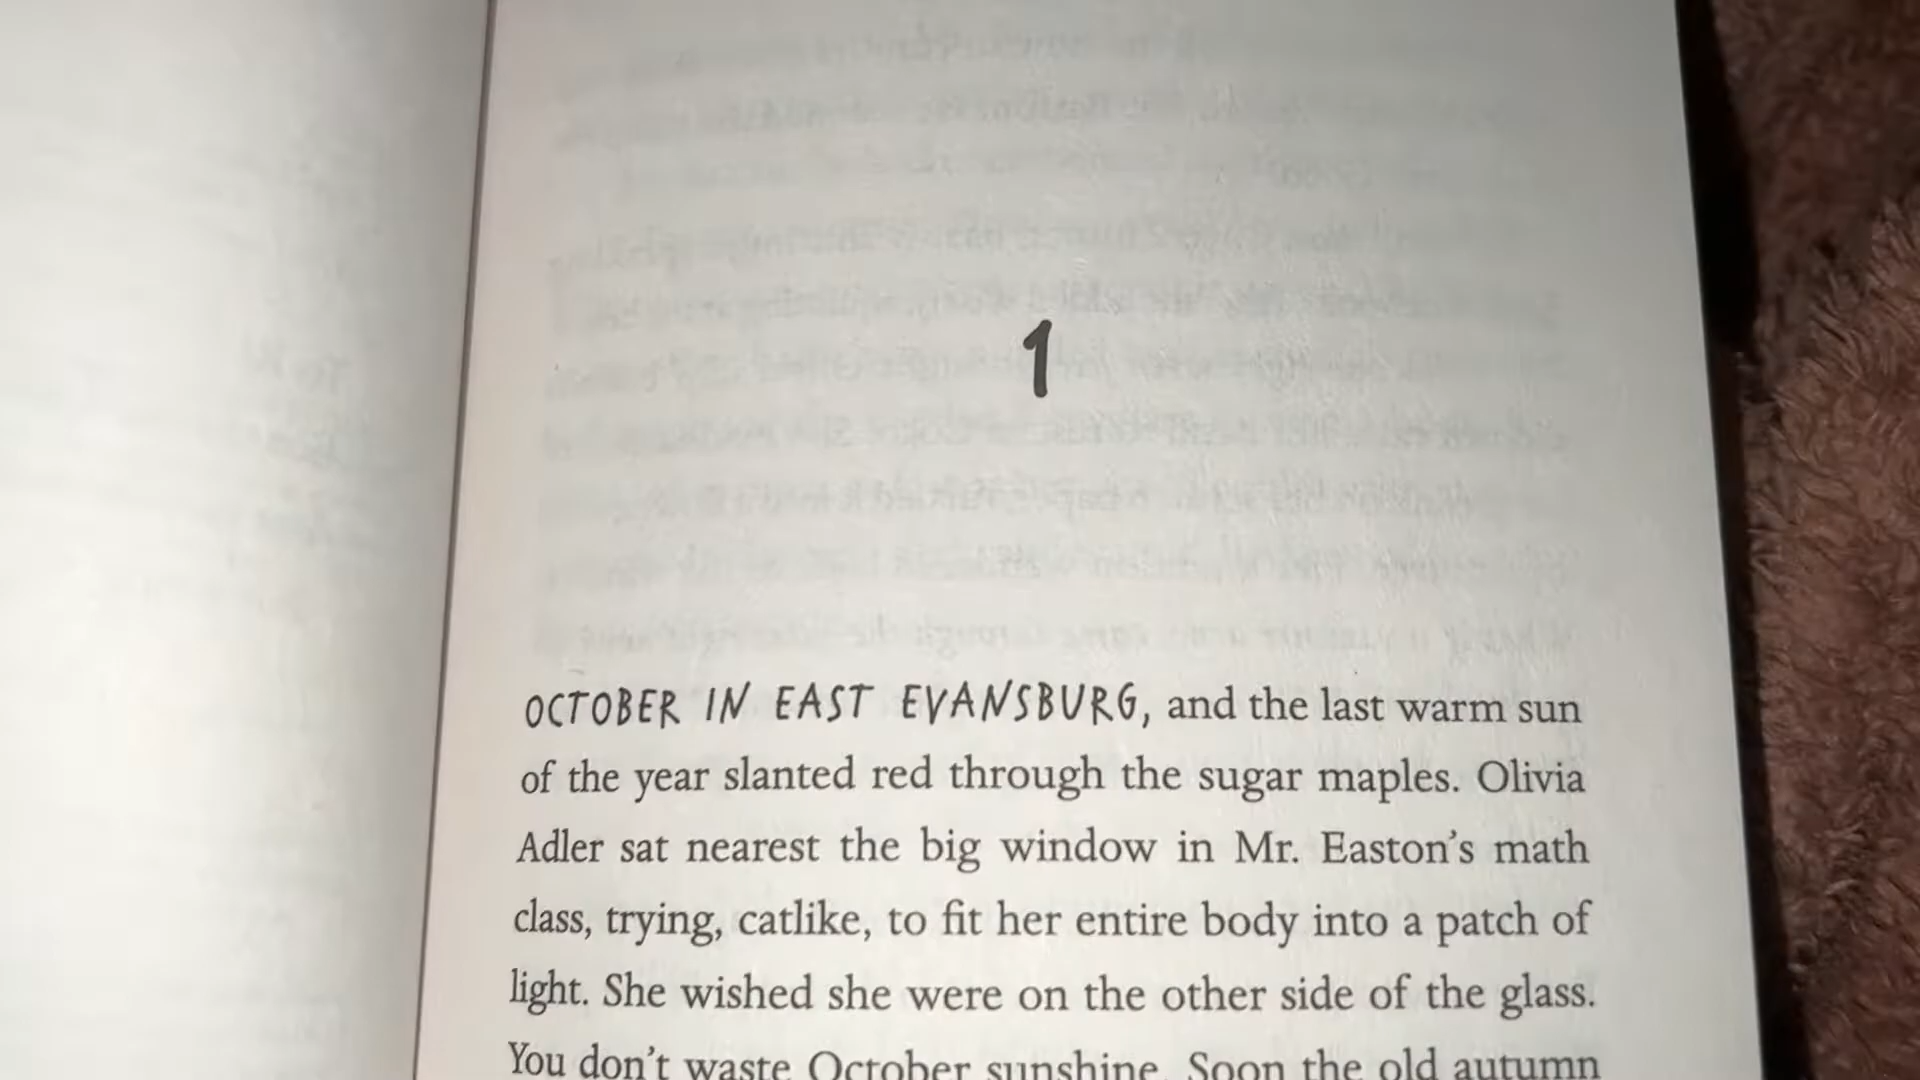 1
OCTOBER IN EAST EVANSBURG, and the last warm sun
of the year slanted red through the sugar maples. Olivia
Adler sat nearest the big window in Mr. Easton's math
class, trying, catlike, to fit her entire body into a patch of
light. She wished she were on the other side of the glass.
You don't waste October sunshine. Soon the old autumn